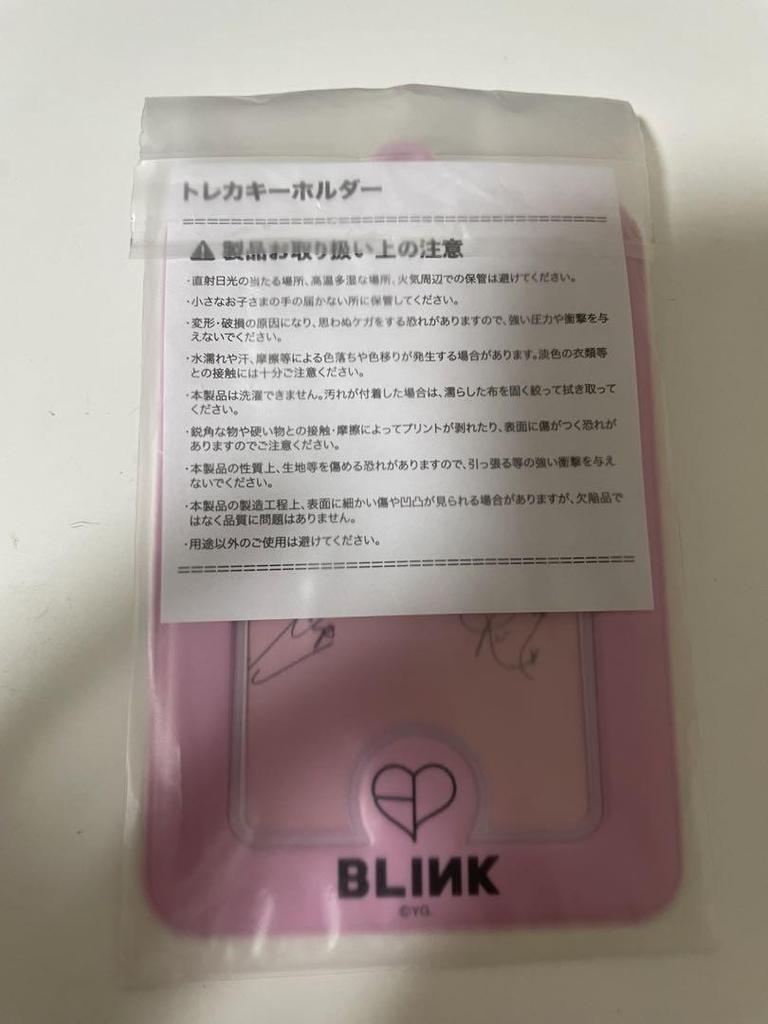 トレカキーホルダー
⚠ 製品お取り扱い上の注意
・直射日光の当たる場所、高温多湿な場所、火気周辺での保管は避けてください。
・小さなお子さまの手の届かない所に保管してください。
・変形・破損の原因になり、思わぬケガをする恐れがありますので、強い圧力や衝撃を与
えないでください。
・水濡れや汗、摩擦等による色落ちや色移りが発生する場合があります。淡色の衣類等
との接触には十分ご注意ください。
・本製品は洗濯できません。汚れが付着した場合は、濡らした布を固く絞って拭き取って
ください。
・鋭角な物や硬い物との接触・摩擦によってプリントが剥れたり、表面に傷がつく恐れが
ありますのでご注意ください。
・本製品の性質上、生地等を傷める恐れがありますので、引っ張る等の強い衝撃を与え
ないでください。
・本製品の製造工程上、表面に細かい傷や凹凸が見られる場合がありますが、欠陥品で
はなく品質に問題はありません。
・用途以外のご使用は避けてください。
BLINK
©YG.